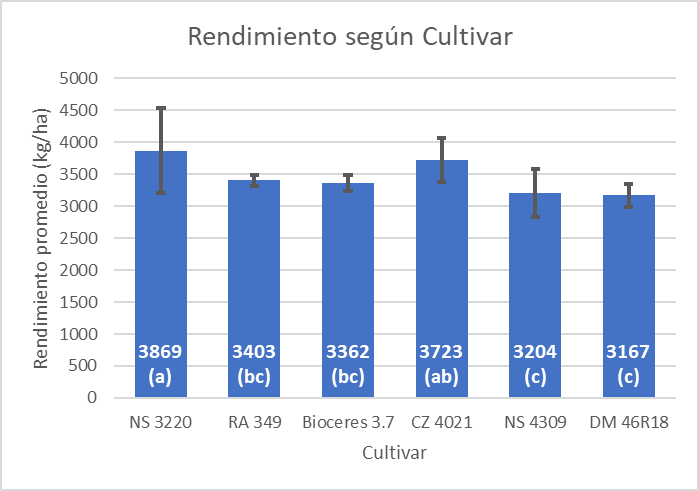 Rendimiento según Cultivar
Rendimiento promedio (kg/ha)
5000
4500
4000
3500
3000
2500
2000
1500
1000
500
0
3869 3403 3362 3723 3204 3167
(a) (bc) (bc) (ab) (c) (c)
NS 3220 RA 349 Bioceres 3.7 CZ 4021 NS 4309 DM 46R18
Cultivar